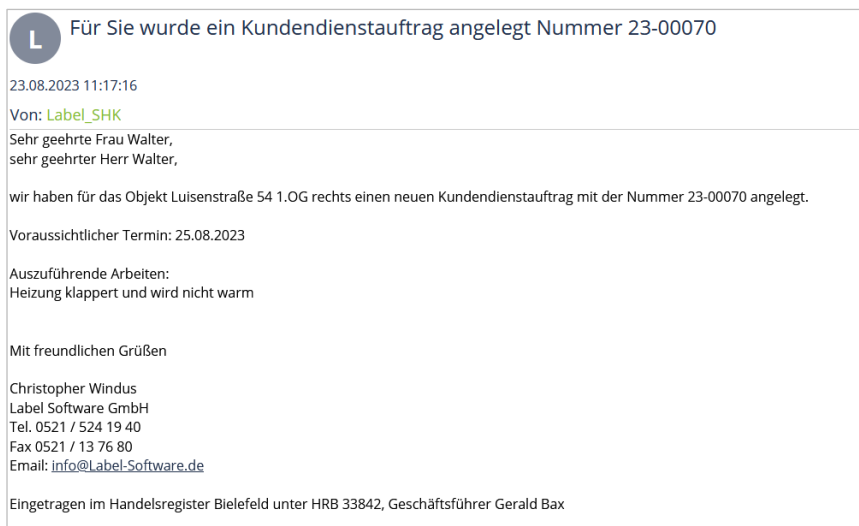 L
Für Sie wurde ein Kundendienstauftrag angelegt Nummer 23-00070
23.08.2023 11:17:16
Von: Label_SHK
Sehr geehrte Frau Walter,
sehr geehrter Herr Walter,
wir haben für das Objekt Luisenstraße 54 1.OG rechts einen neuen Kundendienstauftrag mit der Nummer 23-00070 angelegt.
Voraussichtlicher Termin: 25.08.2023
Auszuführende Arbeiten:
Heizung klappert und wird nicht warm
Mit freundlichen Grüßen
Christopher Windus
Label Software GmbH
Tel. 0521 / 524 19 40
Fax 0521 / 13 76 80
Email: info@Label-Software.de
Eingetragen im Handelsregister Bielefeld unter HRB 33842, Geschäftsführer Gerald Bax